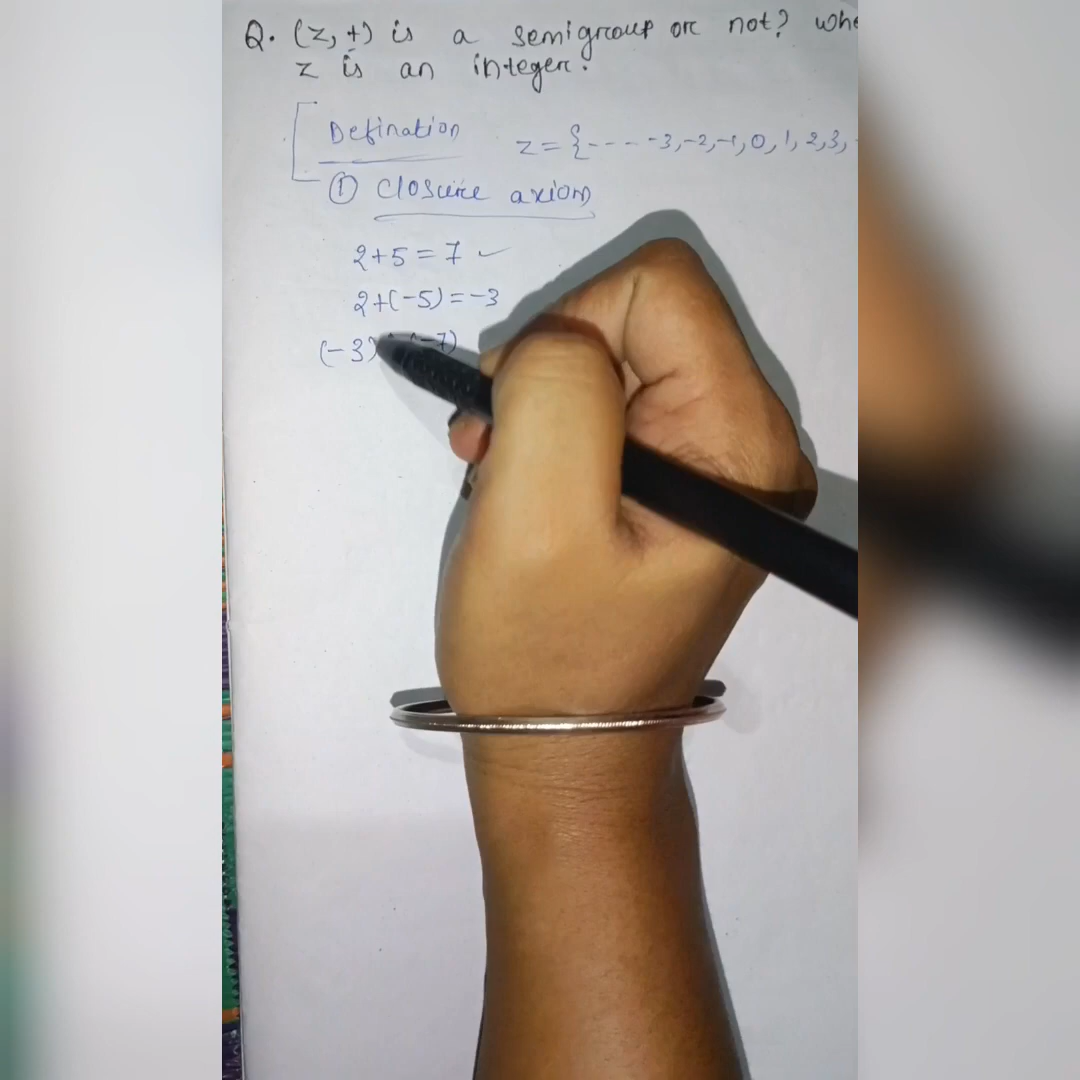 Q. (Z, +) is a semigroup or not? Whe
Z is an integer.
Defination Z = {---- -3, -2, -1, 0, 1, 2, 3, -
① Closure axiom
2+5 = 7 ✓
2+(-5) = -3
(-3) (-7)